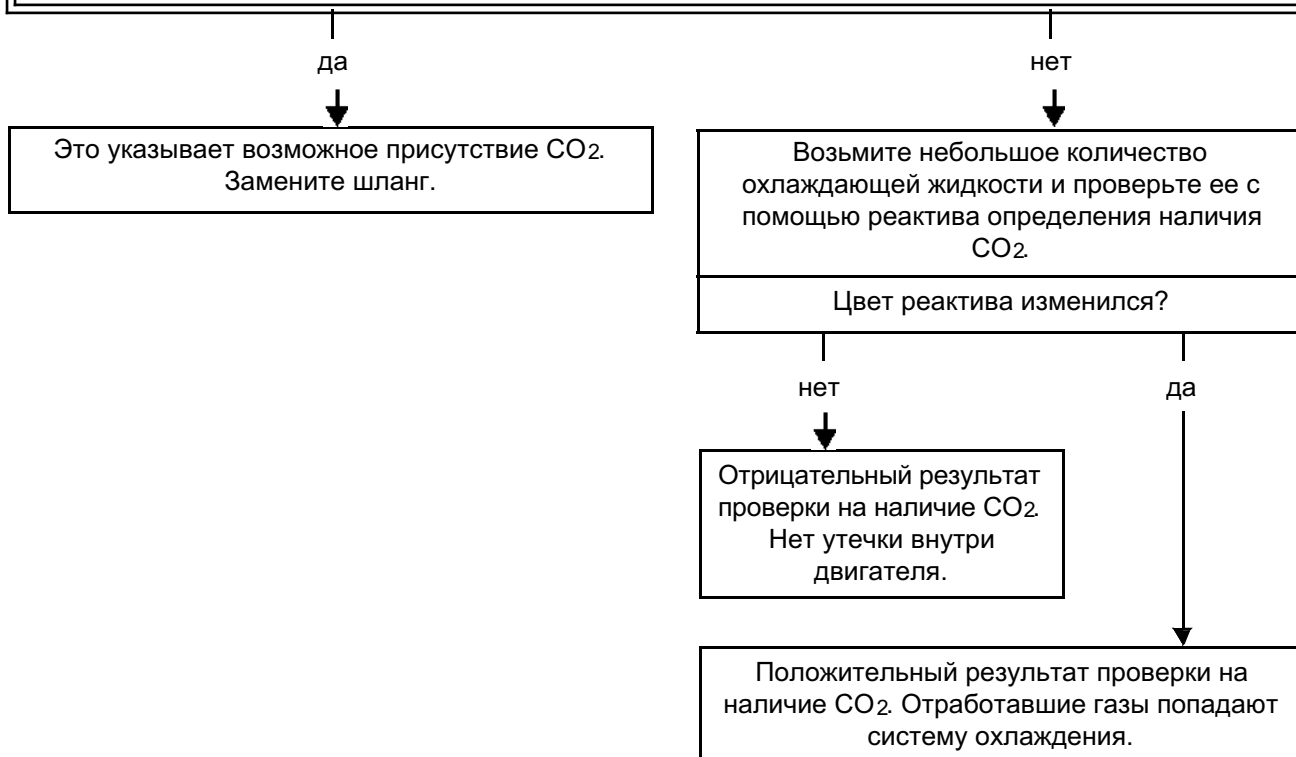 да
нет
Это указывает возможное присутствие CO2.
Замените шланг.
Возьмите небольшое количество
охлаждающей жидкости и проверьте ее с
помощью реактива определения наличия
CO2.
Цвет реактива изменился?
нет
да
Отрицательный результат
проверки на наличие CO2.
Нет утечки внутри
двигателя.
Положительный результат проверки на
наличие CO2. Отработавшие газы попадают
систему охлаждения.